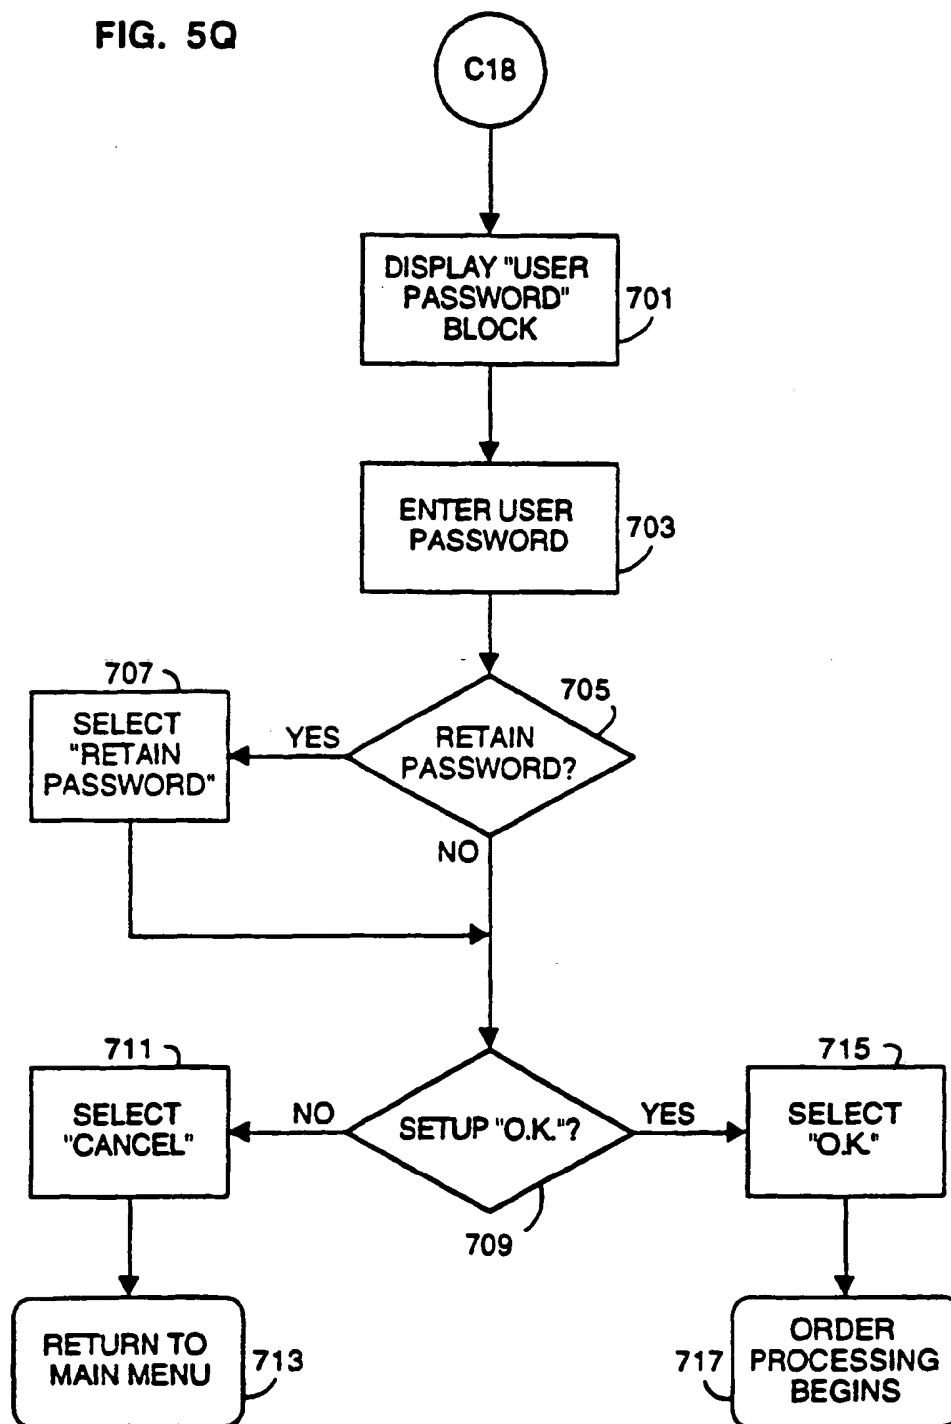 FIG. 5Q
C18
DISPLAY "USER
PASSWORD"
BLOCK
701
ENTER USER
PASSWORD
703
707
SELECT
"RETAIN
PASSWORD"
YES
705
RETAIN
PASSWORD?
NO
711
SELECT
"CANCEL"
NO
SETUP "O.K."?
YES
709
715
SELECT
"O.K."
RETURN TO
MAIN MENU
713
717
ORDER
PROCESSING
BEGINS